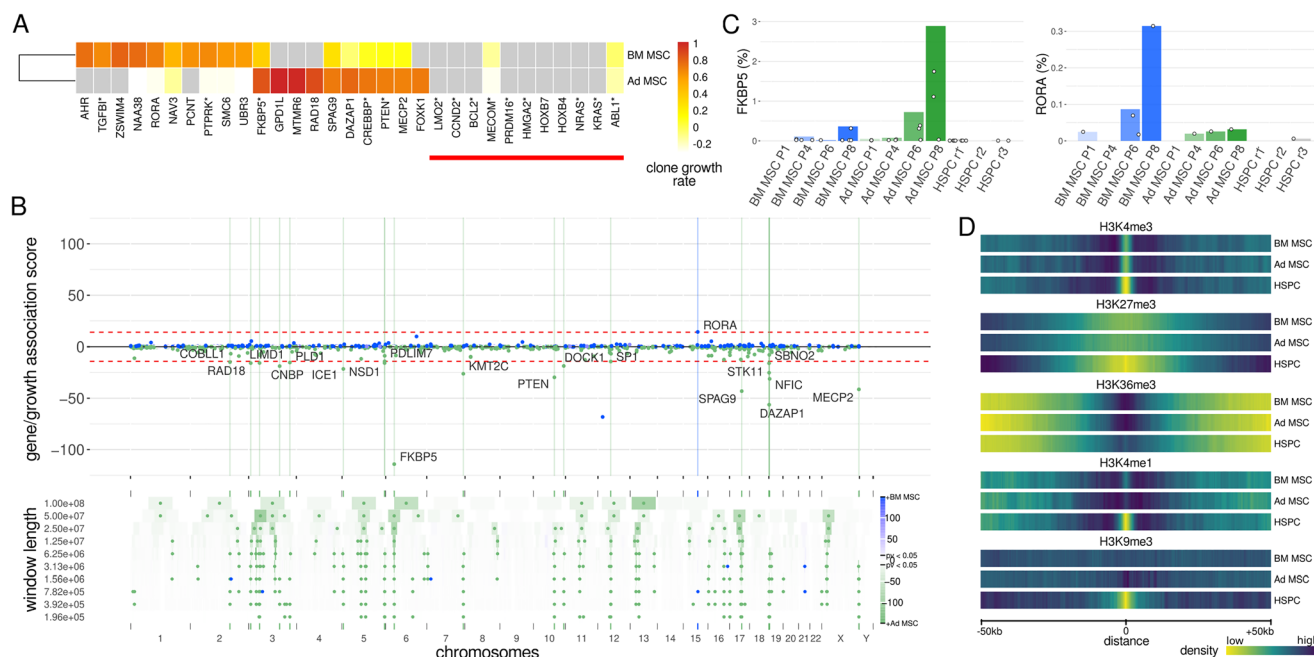 A
BM MSC
Ad MSC
AHR
TGFBI*
ZSWIM4
NAA38
RORA
NAV3
PCNT
PTPRK*
SMC6
UBR3
FKBP5*
GPD1L
MTMR6
RAD18
SPAG9
DAZAP1
CREBBP*
PTEN*
MECP2
FOXK1
LMO2*
CCND2*
BCL2*
MECOM*
PRDM16*
HMGA2*
HOXB7
HOXB4
NRAS*
KRAS*
ABL1*
1
0.8
0.6
0.4
0.2
0
-0.2
clone growth
rate
C
FKBP5 (%)
3
2
1
0
BM MSC P1
BM MSC P4
BM MSC P6
BM MSC P8
Ad MSC P1
Ad MSC P4
Ad MSC P6
Ad MSC P8
HSPC r1
HSPC r2
HSPC r3
RORA (%)
0.3
0.2
0.1
0
BM MSC P1
BM MSC P4
BM MSC P6
BM MSC P8
Ad MSC P1
Ad MSC P4
Ad MSC P6
Ad MSC P8
HSPC r1
HSPC r2
HSPC r3
B
gene/growth association score
100
50
0
−50
−100
RORA
COBLL1
LIMD1
PLD1
PDLIM7
DOCK1
SP1
SBNO2
RAD18
CNBP
ICE1
NSD1
KMT2C
PTEN
STK11
NFIC
SPAG9
MECP2
DAZAP1
FKBP5
window length
1.00e+08
5.00e+07
2.50e+07
1.25e+07
6.25e+06
3.13e+06
1.56e+06
7.82e+05
3.92e+05
1.96e+05
+BM MSC
100
50
pv < 0.05
pv < 0.05
−50
−100
+Ad MSC
1 2 3 4 5 6 7 8 9 10 11 12 13 14 15 16 17 18 19 20 21 22 X Y
chromosomes
D
H3K4me3
BM MSC
Ad MSC
HSPC
H3K27me3
BM MSC
Ad MSC
HSPC
H3K36me3
BM MSC
Ad MSC
HSPC
H3K4me1
BM MSC
Ad MSC
HSPC
H3K9me3
BM MSC
Ad MSC
HSPC
-50kb 0 +50kb
distance
low high
density